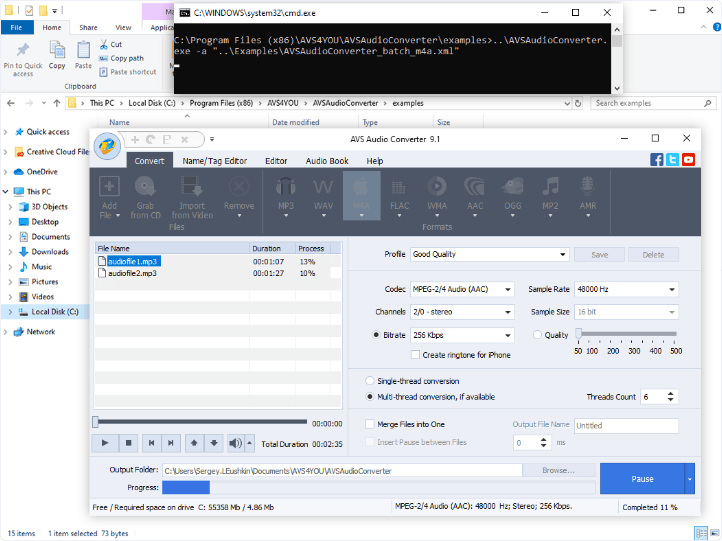 C:\WINDOWS\system32\cmd.exe
C:\Program Files (x86)\AVS4YOU\AVSAudioConverter\examples>..\AVSAudioConverter.
exe -a "..\Examples\AVSAudioConverter_batch_m4a.xml"
File
Home
Share
View
Pin to Quick
access
Copy
Paste
Cut
Copy path
Paste shortcut
Clipboard
This PC
Local Disk (C:)
Program Files (x86)
AVS4YOU
AVSAudioConverter
examples
Search examples
Name
Date modified
Type
Size
Quick access
Creative Cloud File
OneDrive
This PC
3D Objects
Desktop
Documents
Downloads
Music
Pictures
Videos
Local Disk (C:)
Network
AVS Audio Converter 9.1
Convert
Name/Tag Editor
Editor
Audio Book
Help
Add
File
Grab
from CD
Import
from Video
Remove
Files
MP3
WAV
M4A
FLAC
WMA
AAC
OGG
MP2
AMR
Formats
File Name
Duration
Process
audiofile1.mp3 00:01:07 13%
audiofile2.mp3 00:01:27 10%
00:00:00
Total Duration 00:02:35
Profile
Good Quality
Save
Delete
Codec
MPEG-2/4 Audio (AAC)
Sample Rate
48000 Hz
Channels
2/0 - stereo
Sample Size
16 bit
Bitrate
256 Kbps
Quality
50 100 200 300 400 500
Create ringtone for iPhone
Single-thread conversion
Multi-thread conversion, if available
Threads Count
6
Merge Files into One
Output File Name
Untitled
Insert Pause between Files
0
ms
Output Folder:
C:\Users\Sergey.LEushkin\Documents\AVS4YOU\AVSAudioConverter
Browse...
Progress:
Pause
Free / Required space on drive C: 55358 Mb / 4.86 Mb
MPEG-2/4 Audio (AAC): 48000 Hz; Stereo; 256 Kbps.
Completed 11 %
15 items
1 item selected 73 bytes